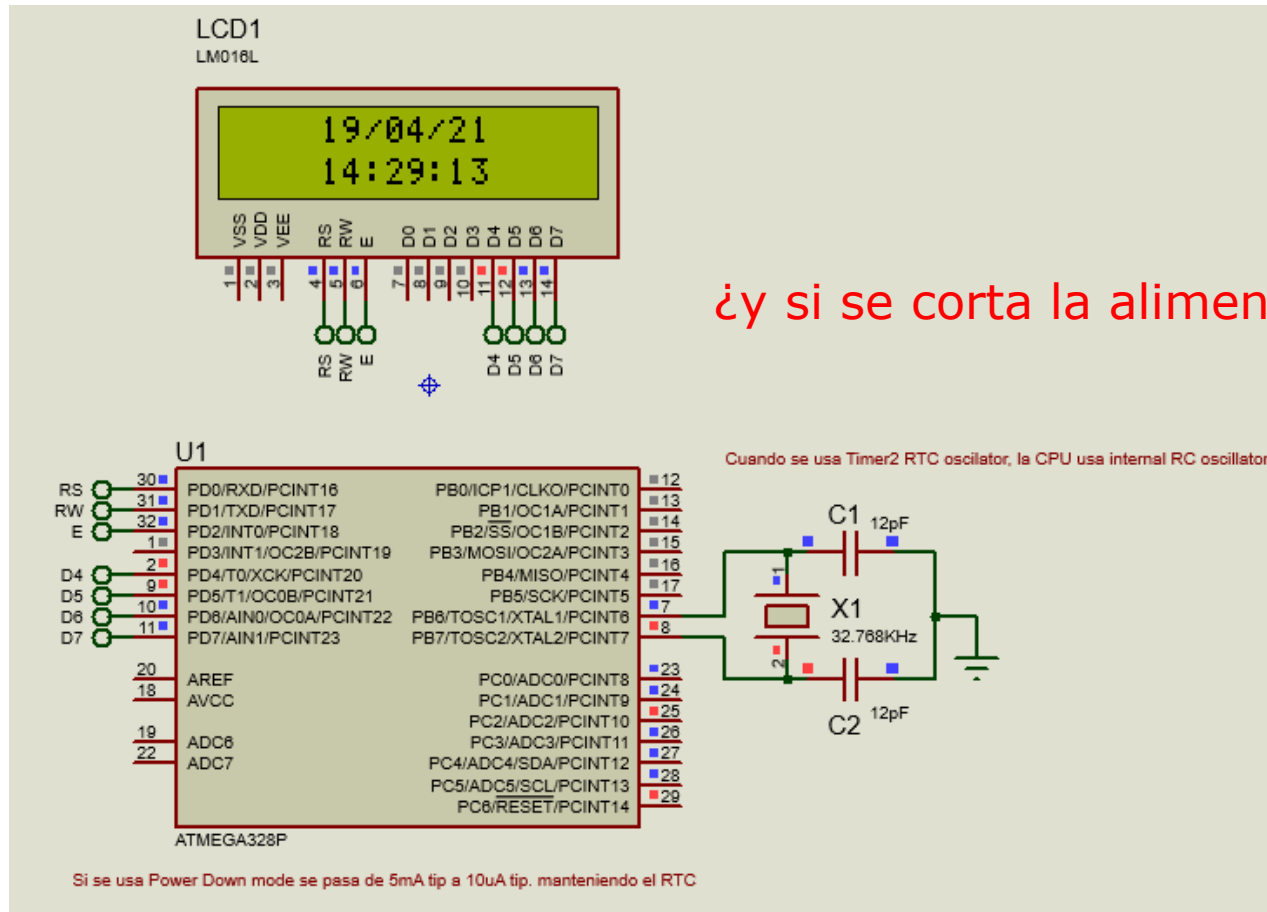 LCD1
LM016L
19/04/21
14:29:13
VSS
VDD
VEE
RS
RW
E
D0
D1
D2
D3
D4
D5
D6
D7
1
2
3
4
5
6
7
8
9
10
11
12
13
14
RS
RW
E
D4
D5
D6
D7
¿y si se corta la alimen
Cuando se usa Timer2 RTC oscilator, la CPU usa internal RC oscillator
U1
RS 30 PD0/RXD/PCINT16 PB0/ICP1/CLKO/PCINT0 12
RW 31 PD1/TXD/PCINT17 PB1/OC1A/PCINT1 13
E 32 PD2/INT0/PCINT18 PB2/SS/OC1B/PCINT2 14
1 PD3/INT1/OC2B/PCINT19 PB3/MOSI/OC2A/PCINT3 15
D4 2 PD4/T0/XCK/PCINT20 PB4/MISO/PCINT4 16
D5 9 PD5/T1/OC0B/PCINT21 PB5/SCK/PCINT5 17
D6 10 PD6/AIN0/OC0A/PCINT22 PB6/TOSC1/XTAL1/PCINT6 7
D7 11 PD7/AIN1/PCINT23 PB7/TOSC2/XTAL2/PCINT7 8
20 AREF PC0/ADC0/PCINT8 23
18 AVCC PC1/ADC1/PCINT9 24
PC2/ADC2/PCINT10 25
19 ADC6 PC3/ADC3/PCINT11 26
22 ADC7 PC4/ADC4/SDA/PCINT12 27
PC5/ADC5/SCL/PCINT13 28
PC6/RESET/PCINT14 29
ATMEGA328P
C1
12pF
1
X1
32.768KHz
2
C2
12pF
Si se usa Power Down mode se pasa de 5mA tip a 10uA tip. manteniendo el RTC